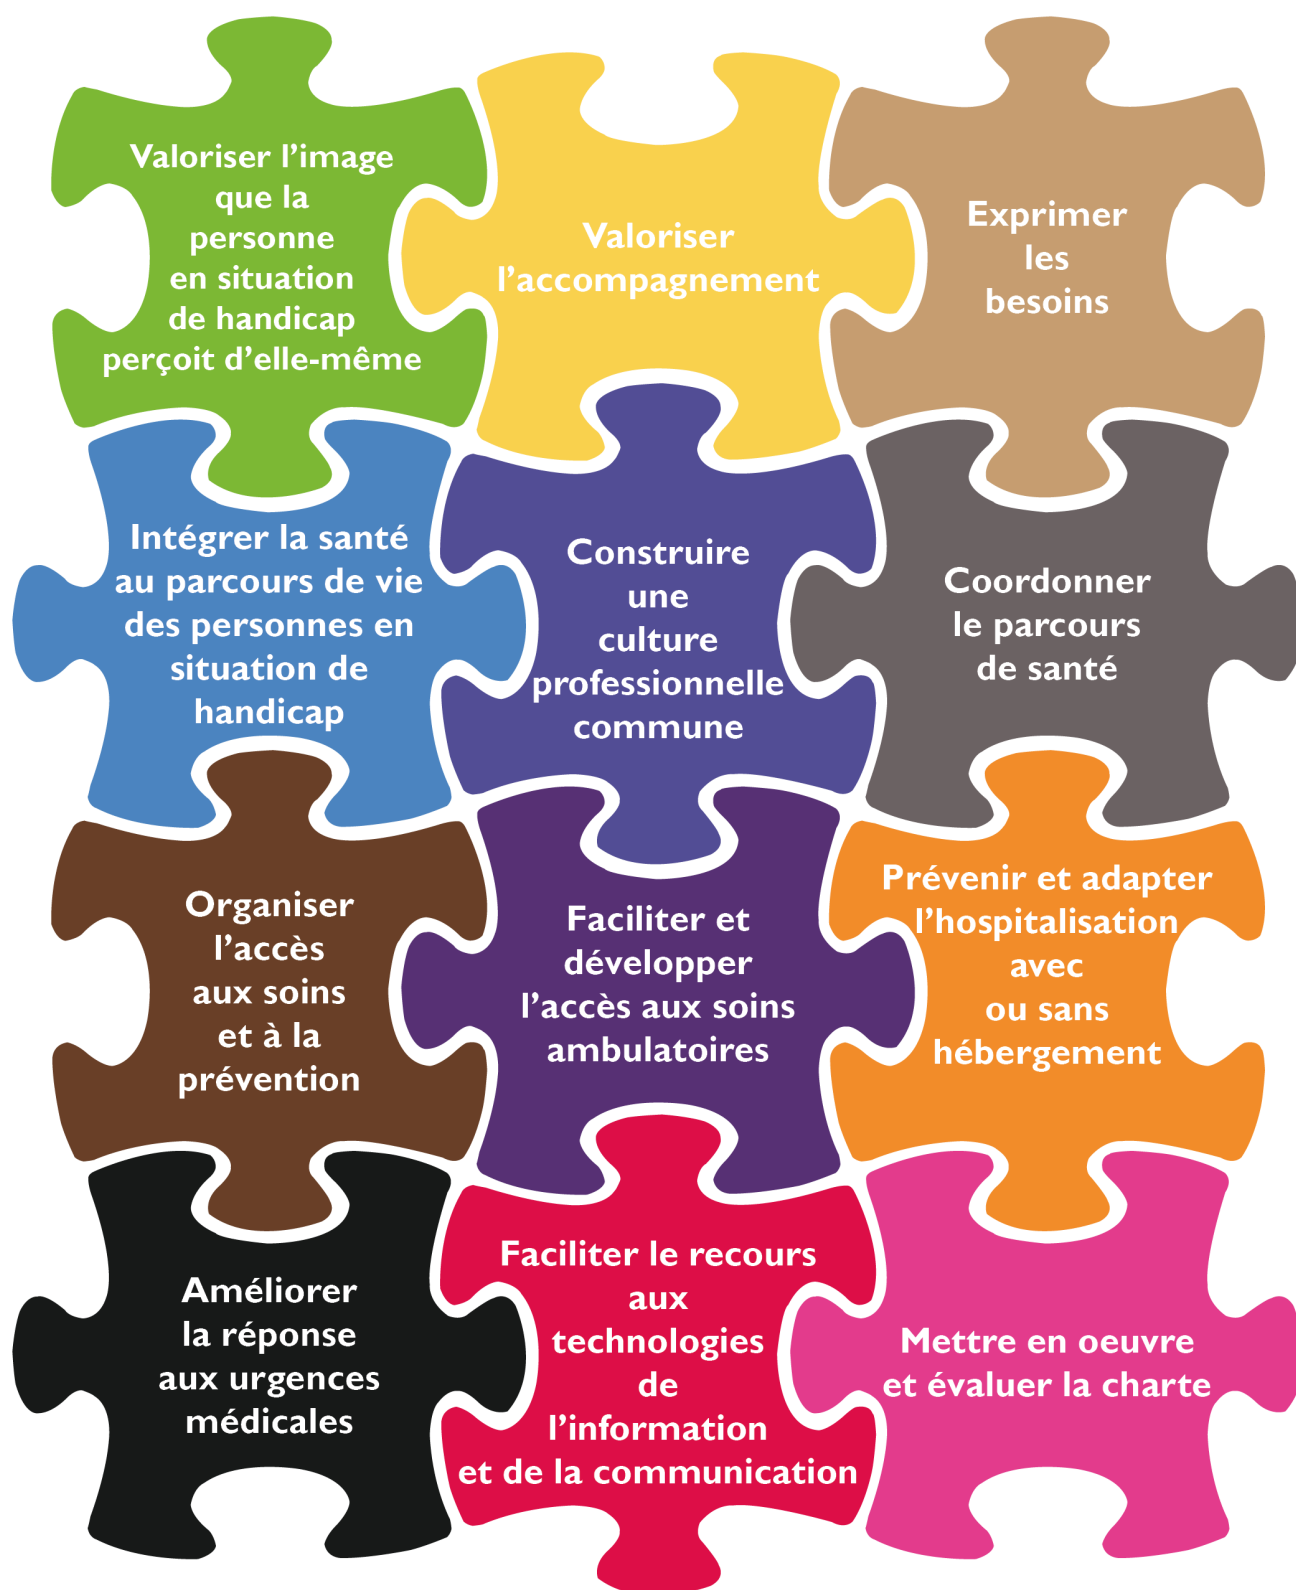 Valoriser l'image
que la
personne
en situation
de handicap
perçoit d'elle-même
Valoriser
l'accompagnement
Exprimer
les
besoins
Intégrer la santé
au parcours de vie
des personnes en
situation de
handicap
Construire
une
culture
professionnelle
commune
Coordonner
le parcours
de santé
Organiser
l'accès
aux soins
et à la
prévention
Faciliter et
développer
l'accès aux soins
ambulatoires
Prévenir et adapter
l'hospitalisation
avec
ou sans
hébergement
Améliorer
la réponse
aux urgences
médicales
Faciliter le recours
aux
technologies
de
l'information
et de la communication
Mettre en oeuvre
et évaluer la charte